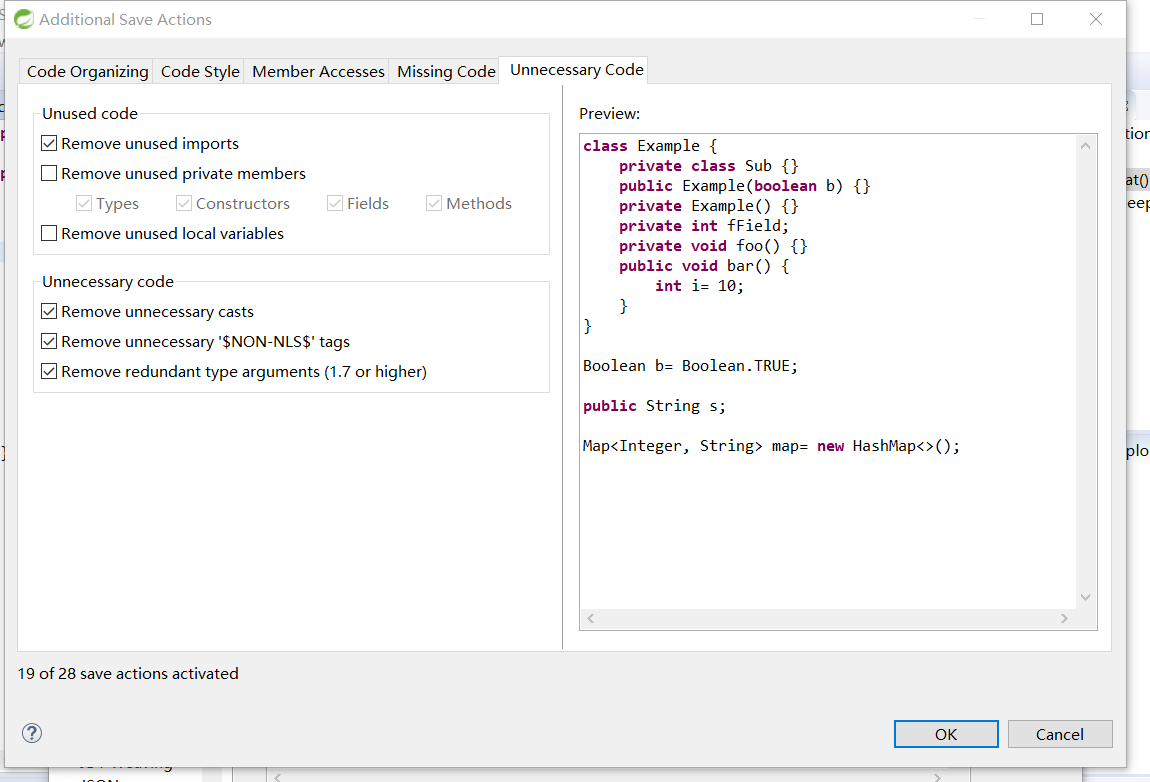 Additional Save Actions
Code Organizing Code Style Member Accesses Missing Code Unnecessary Code
Unused code
Remove unused imports
Remove unused private members
Types Constructors Fields Methods
Remove unused local variables
Unnecessary code
Remove unnecessary casts
Remove unnecessary '$NON-NLS$' tags
Remove redundant type arguments (1.7 or higher)
Preview:
class Example {
    private class Sub {}
    public Example(boolean b) {}
    private Example() {}
    private int fField;
    private void foo() {}
    public void bar() {
        int i= 10;
    }
}
Boolean b= Boolean.TRUE;
public String s;
Map<Integer, String> map= new HashMap<>();
19 of 28 save actions activated
?
OK Cancel
tion
at()
eep
plo